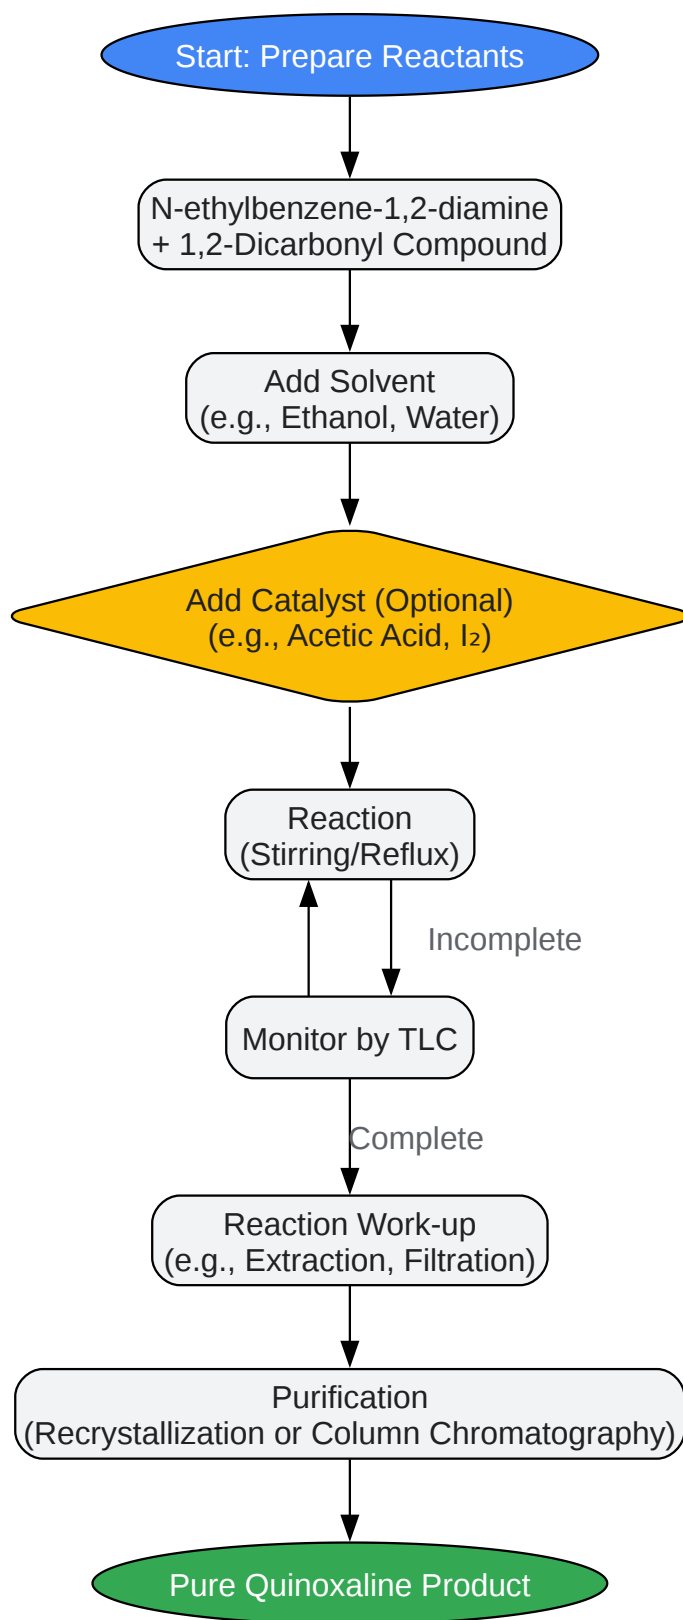 Start: Prepare Reactants
N-ethylbenzene-1,2-diamine
+ 1,2-Dicarbonyl Compound
Add Solvent
(e.g., Ethanol, Water)
Add Catalyst (Optional)
(e.g., Acetic Acid, I₂)
Reaction
(Stirring/Reflux)
Incomplete
Monitor by TLC
Complete
Reaction Work-up
(e.g., Extraction, Filtration)
Purification
(Recrystallization or Column Chromatography)
Pure Quinoxaline Product